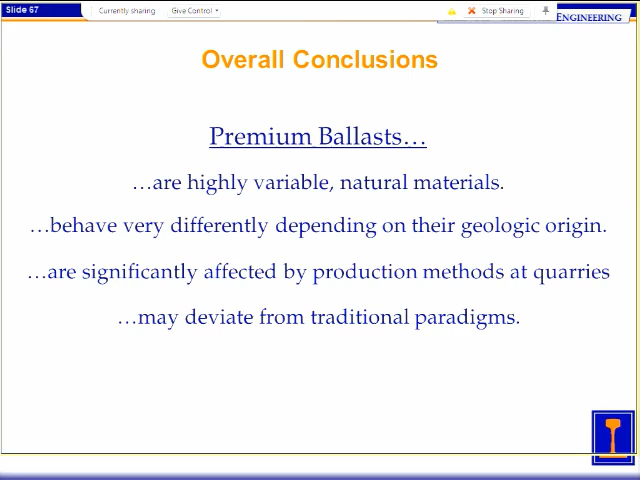 Slide 67
Currently sharing
Give Control
Stop Sharing
ENGINEERING
Overall Conclusions
Premium Ballasts…
…are highly variable, natural materials.
…behave very differently depending on their geologic origin.
…are significantly affected by production methods at quarries
…may deviate from traditional paradigms.